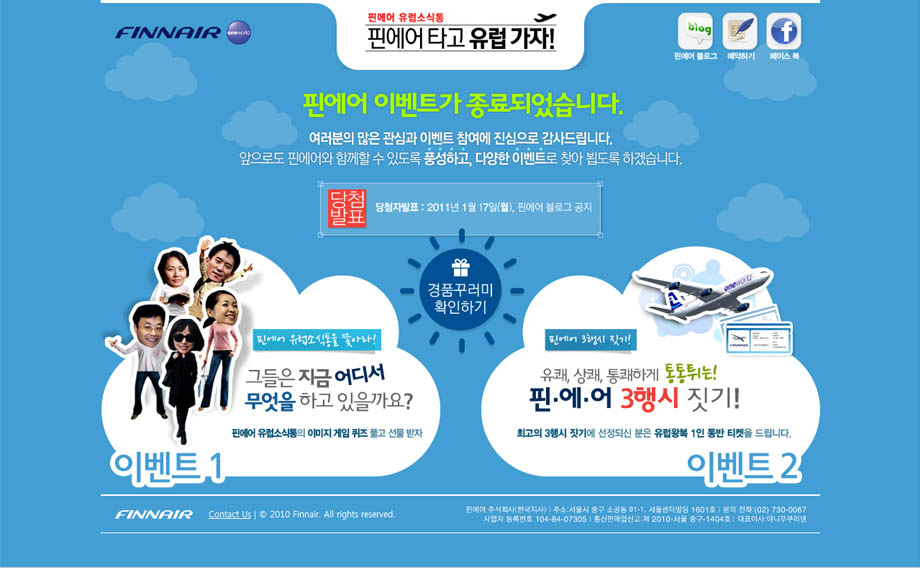 FINNAIR oneworld
핀에어 유럽소식통
핀에어 타고 유럽 가자!
blog
핀에어 블로그
예약하기
f
페이스 북
핀에어 이벤트가 종료되었습니다.
여러분의 많은 관심과 이벤트 참여에 진심으로 감사드립니다.
앞으로도 핀에어와 함께할 수 있도록 풍성하고, 다양한 이벤트로 찾아 뵙도록 하겠습니다.
당첨
발표
당첨자발표 : 2011년 1월 17일(월), 핀에어 블로그 공지
경품꾸러미
확인하기
핀에어 유럽소식통을 쫓아라!
그들은 지금 어디서
무엇을 하고 있을까요?
핀에어 유럽소식통의 이미지 게임 퀴즈 풀고 선물 받자
이벤트 1
oneworld
핀에어 3행시 짓기!
유쾌, 상쾌, 통쾌하게 통통튀는!
핀·에·어 3행시 짓기!
최고의 3행시 짓기에 선정되신 분은 유럽왕복 1인 동반 티켓을 드립니다.
이벤트 2
FINNAIR
Contact Us | © 2010 Finnair. All rights reserved.
핀에어 주식회사(한국지사) | 주소:서울시 중구 소공동 91-1, 서울센터빌딩 1601호 | 문의 전화:(02) 730-0067
사업자 등록번호 104-84-07305 | 통신판매업신고:제 2010-서울 중구-1404호 | 대표이사:야니푸쿠리넨